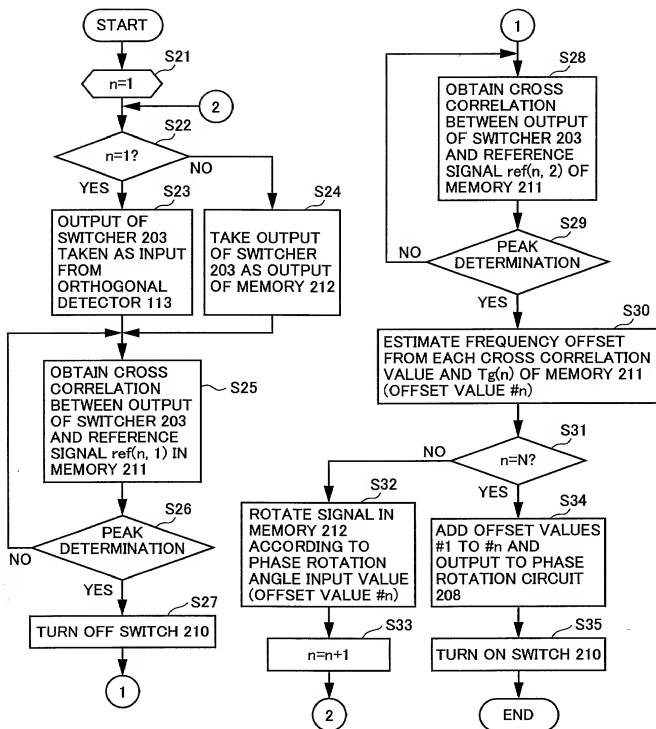 START
S21
n=1
2
S22
n=1?
NO
YES
S23
OUTPUT OF
SWITCHER 203
TAKEN AS INPUT
FROM
ORTHOGONAL
DETECTOR 113
S24
TAKE OUTPUT
OF SWITCHER
203 AS OUTPUT
OF MEMORY 212
S25
OBTAIN CROSS
CORRELATION
BETWEEN OUTPUT
OF SWITCHER 203
AND REFERENCE
SIGNAL ref(n, 1) IN
MEMORY 211
S26
PEAK
DETERMINATION
NO
YES
S27
TURN OFF SWITCH 210
1
1
S28
OBTAIN CROSS
CORRELATION
BETWEEN OUTPUT
OF SWITCHER 203
AND REFERENCE
SIGNAL ref(n, 2) OF
MEMORY 211
S29
PEAK
DETERMINATION
NO
YES
S30
ESTIMATE FREQUENCY OFFSET
FROM EACH CROSS CORRELATION
VALUE AND Tg(n) OF MEMORY 211
(OFFSET VALUE #n)
S31
n=N?
NO
YES
S32
ROTATE SIGNAL IN
MEMORY 212
ACCORDING TO
PHASE ROTATION
ANGLE INPUT VALUE
(OFFSET VALUE #n)
S33
n=n+1
2
S34
ADD OFFSET VALUES
#1 TO #n AND
OUTPUT TO PHASE
ROTATION CIRCUIT
208
S35
TURN ON SWITCH 210
END